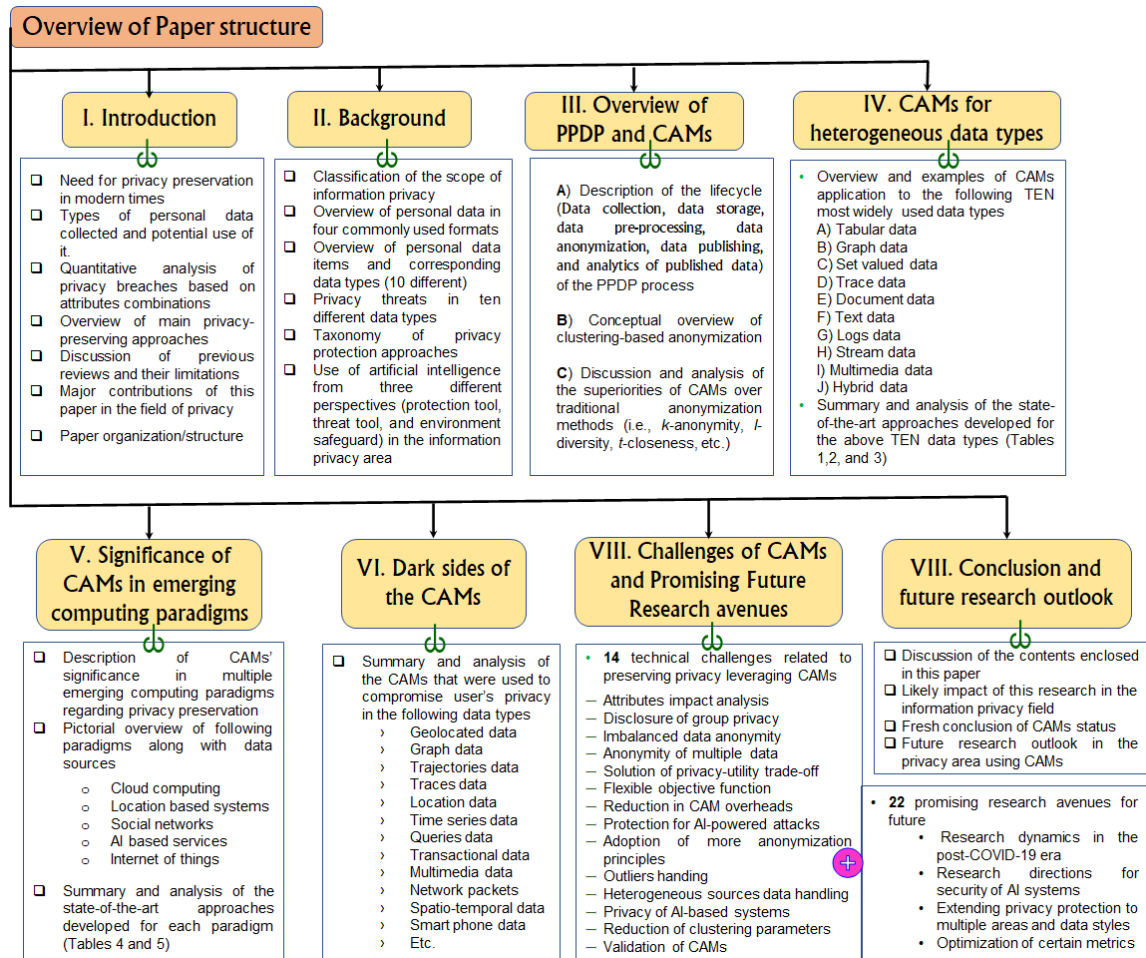 Overview of Paper structure
I. Introduction
❑ Need for privacy preservation
in modern times
❑ Types of personal data
collected and potential use of
it.
❑ Quantitative analysis of
privacy breaches based on
attributes combinations
❑ Overview of main privacy-
preserving approaches
❑ Discussion of previous
reviews and their limitations
❑ Major contributions of this
paper in the field of privacy
❑ Paper organization/structure
II. Background
❑ Classification of the scope of
information privacy
❑ Overview of personal data in
four commonly used formats
❑ Overview of personal data
items and corresponding
data types (10 different)
❑ Privacy threats in ten
different data types
❑ Taxonomy of privacy
protection approaches
❑ Use of artificial intelligence
from three different
perspectives (protection tool,
threat tool, and environment
safeguard) in the information
privacy area
III. Overview of
PPDP and CAMs
A) Description of the lifecycle
(Data collection, data storage,
data pre-processing, data
anonymization, data publishing,
and analytics of published data)
of the PPDP process
B) Conceptual overview of
clustering-based anonymization
C) Discussion and analysis of
the superiorities of CAMs over
traditional anonymization
methods (i.e., k-anonymity, l-
diversity, t-closeness, etc.)
IV. CAMs for
heterogeneous data types
• Overview and examples of CAMs
application to the following TEN
most widely used data types
A) Tabular data
B) Graph data
C) Set valued data
D) Trace data
E) Document data
F) Text data
G) Logs data
H) Stream data
I) Multimedia data
J) Hybrid data
• Summary and analysis of the state-
of-the-art approaches developed
for the above TEN data types (Tables
1,2, and 3)
V. Significance of
CAMs in emerging
computing paradigms
❑ Description of CAMs'
significance in multiple
emerging computing paradigms
regarding privacy preservation
❑ Pictorial overview of following
paradigms along with data
sources
o Cloud computing
o Location based systems
o Social networks
o AI based services
o Internet of things
❑ Summary and analysis of the
state-of-the-art approaches
developed for each paradigm
(Tables 4 and 5)
VI. Dark sides of
the CAMs
❑ Summary and analysis of
the CAMs that were used to
compromise user's privacy
in the following data types
› Geolocated data
› Graph data
› Trajectories data
› Traces data
› Location data
› Time series data
› Queries data
› Transactional data
› Multimedia data
› Network packets
› Spatio-temporal data
› Smart phone data
› Etc.
VIII. Challenges of CAMs
and Promising Future
Research avenues
• 14 technical challenges related to
preserving privacy leveraging CAMs
— Attributes impact analysis
— Disclosure of group privacy
— Imbalanced data anonymity
— Anonymity of multiple data
— Solution of privacy-utility trade-off
— Flexible objective function
— Reduction in CAM overheads
— Protection for AI-powered attacks
— Adoption of more anonymization
principles
— Outliers handing
— Heterogeneous sources data handling
— Privacy of AI-based systems
— Reduction of clustering parameters
— Validation of CAMs
VIII. Conclusion and
future research outlook
❑ Discussion of the contents enclosed
in this paper
❑ Likely impact of this research in the
information privacy field
❑ Fresh conclusion of CAMs status
❑ Future research outlook in the
privacy area using CAMs
• 22 promising research avenues for
future
• Research dynamics in the
post-COVID-19 era
• Research directions for
security of AI systems
• Extending privacy protection to
multiple areas and data styles
• Optimization of certain metrics